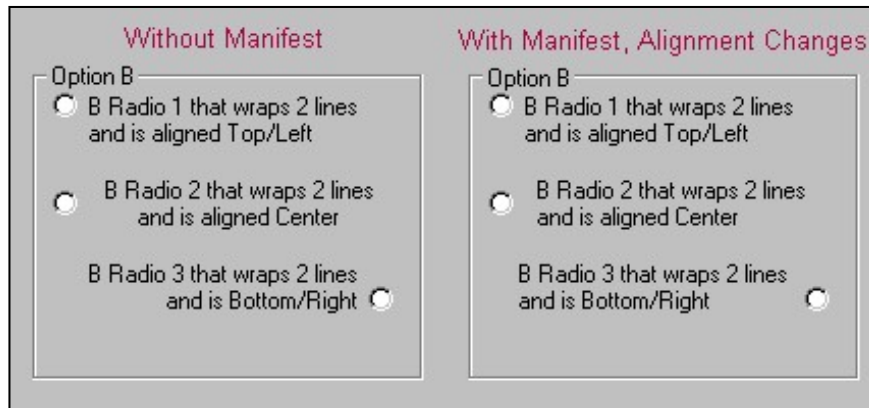 Without Manifest
Option B
B Radio 1 that wraps 2 lines
and is aligned Top/Left
B Radio 2 that wraps 2 lines
and is aligned Center
B Radio 3 that wraps 2 lines
and is Bottom/Right
With Manifest, Alignment Changes
Option B
B Radio 1 that wraps 2 lines
and is aligned Top/Left
B Radio 2 that wraps 2 lines
and is aligned Center
B Radio 3 that wraps 2 lines
and is Bottom/Right